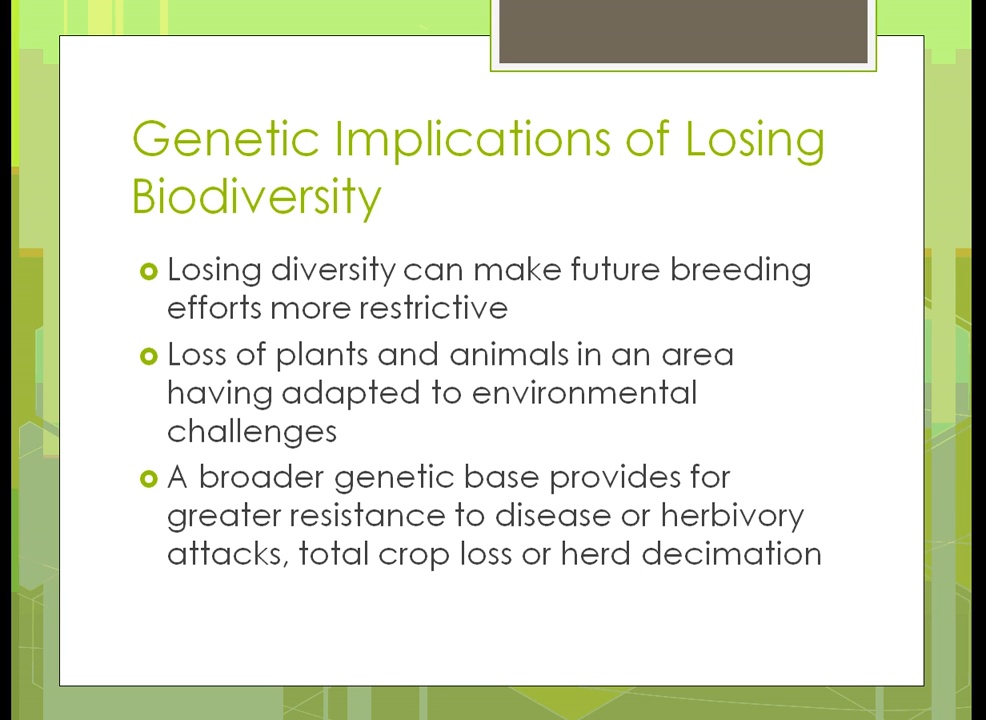 Genetic Implications of Losing
Biodiversity
Losing diversity can make future breeding
efforts more restrictive
Loss of plants and animals in an area
having adapted to environmental
challenges
A broader genetic base provides for
greater resistance to disease or herbivory
attacks, total crop loss or herd decimation